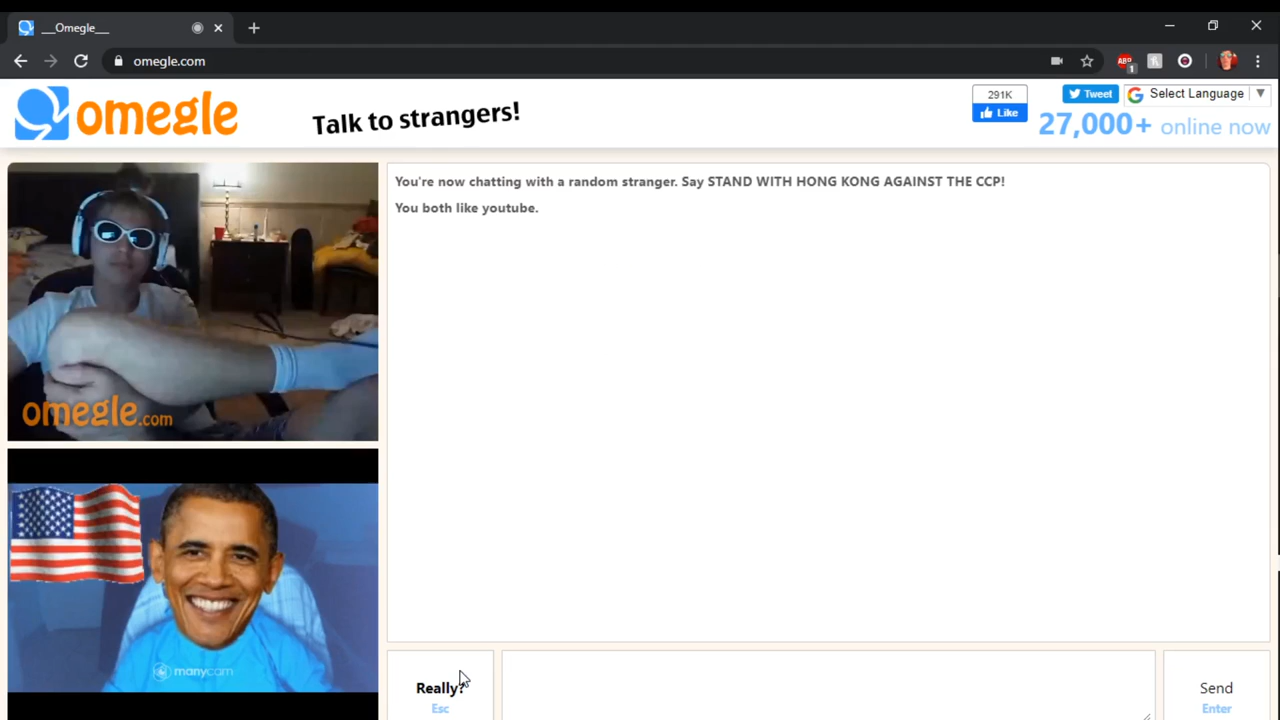 __Omegle__
omegle.com
ABP
1
omegle
Talk to strangers!
291K
Like
Tweet
G Select Language ▼
27,000+ online now
omegle.com
manycam
You're now chatting with a random stranger. Say STAND WITH HONG KONG AGAINST THE CCP!
You both like youtube.
Really?
Esc
Send
Enter